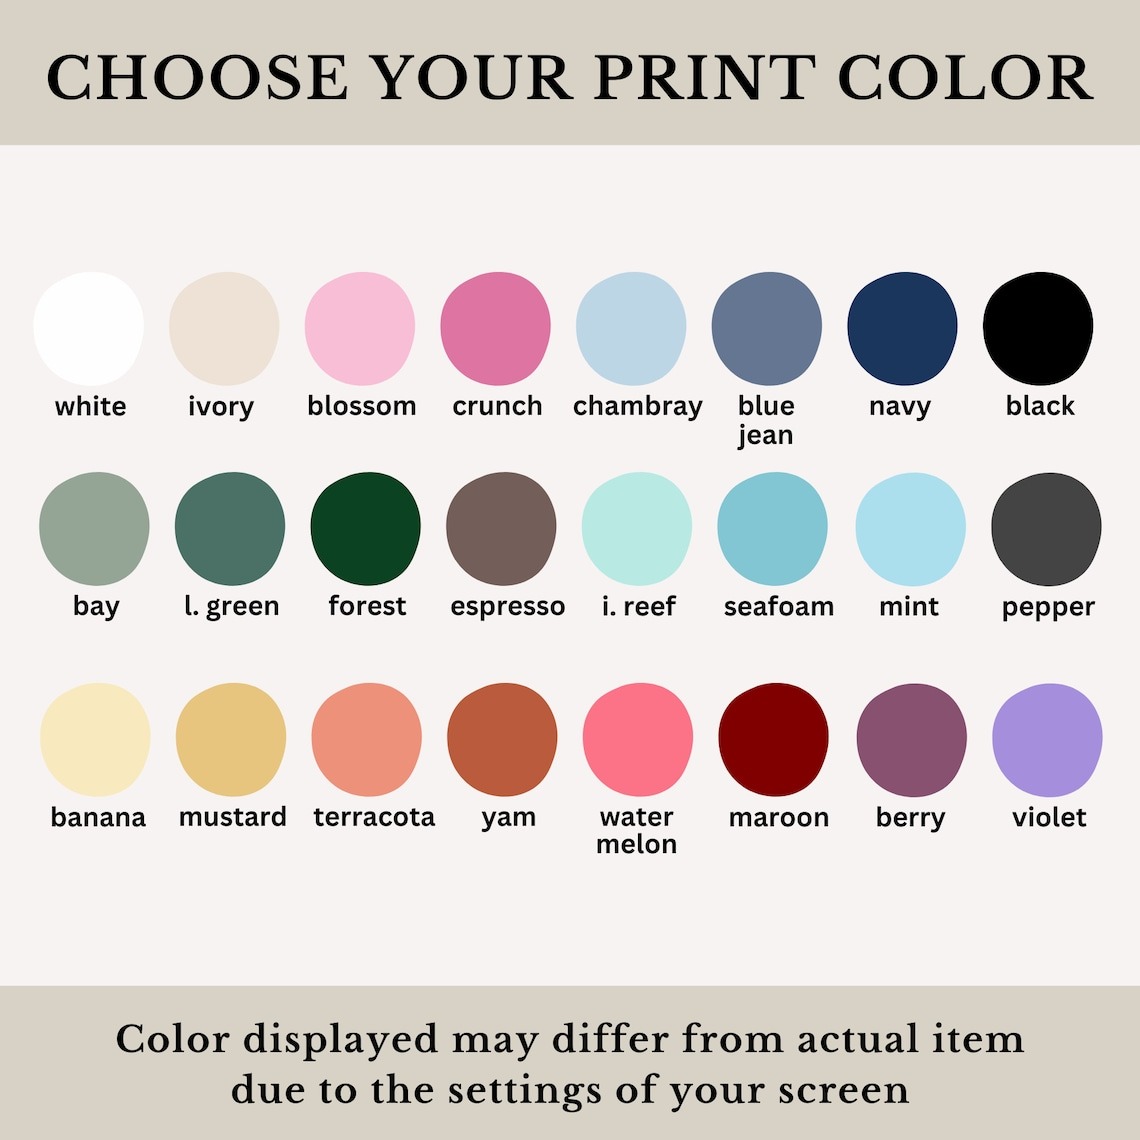 CHOOSE YOUR PRINT COLOR
white ivory blossom crunch chambray blue jean navy black
bay l. green forest espresso i. reef seafoam mint pepper
banana mustard terracota yam water melon maroon berry violet
Color displayed may differ from actual item
due to the settings of your screen